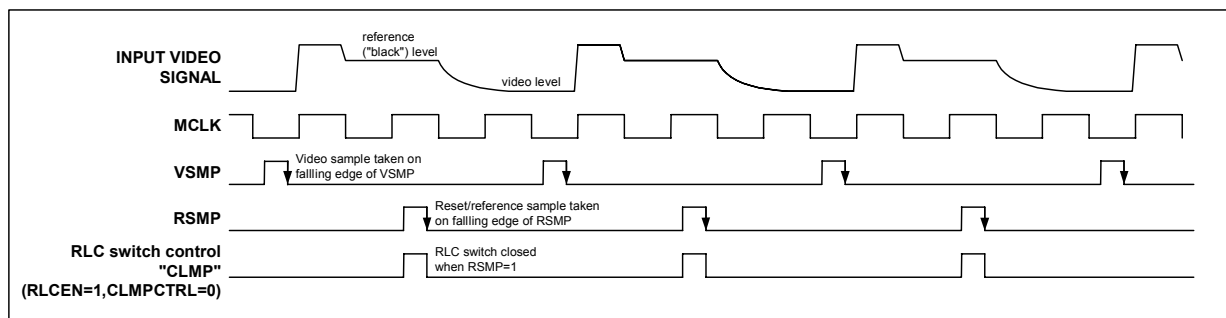 INPUT VIDEO
SIGNAL
reference
("black") level
video level
MCLK
VSMP
Video sample taken on
fallling edge of VSMP
RSMP
Reset/reference sample taken
on fallling edge of RSMP
RLC switch control
"CLMP"
(RLCEN=1,CLMPCTRL=0)
RLC switch closed
when RSMP=1